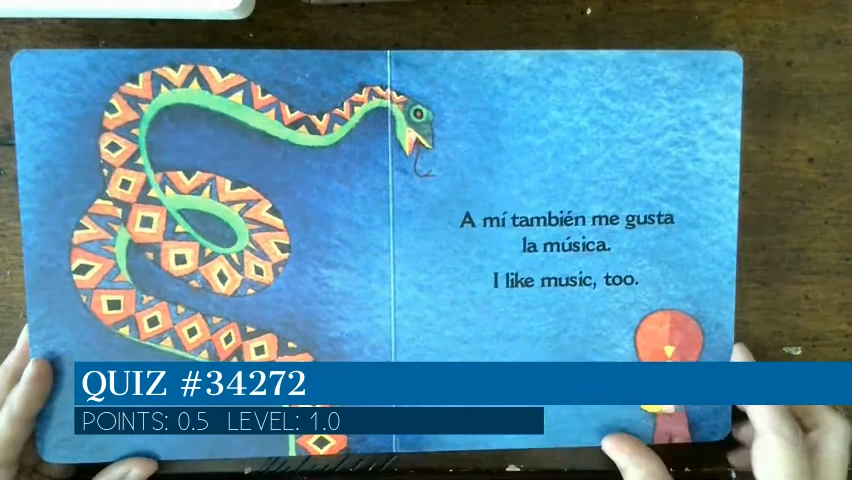 A mí también me gusta
la música.
I like music, too.
QUIZ #34272
POINTS: 0.5 LEVEL: 1.0